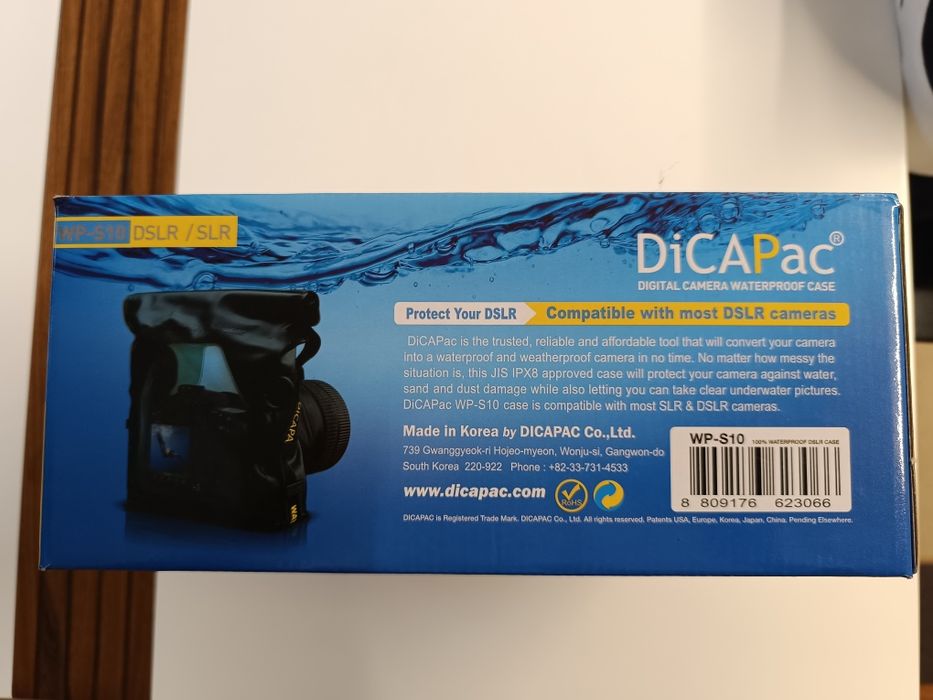 WP-S10 DSLR / SLR
DiCAPac®
DIGITAL CAMERA WATERPROOF CASE
Protect Your DSLR Compatible with most DSLR cameras
DiCAPac is the trusted, reliable and affordable tool that will convert your camera
into a waterproof and weatherproof camera in no time. No matter how messy the
situation is, this JIS IPX8 approved case will protect your camera against water,
sand and dust damage while also letting you can take clear underwater pictures.
DiCAPac WP-S10 case is compatible with most SLR & DSLR cameras.
Made in Korea by DICAPAC Co.,Ltd.
739 Gwanggyeok-ri Hojeo-myeon, Wonju-si, Gangwon-do
South Korea 220-922 Phone : +82-33-731-4533
www.dicapac.com
RoHS
WP-S10 100% WATERPROOF DSLR CASE
8 809176 623066
DICAPAC is Registered Trade Mark. DICAPAC Co., Ltd. All rights reserved. Patents USA, Europe, Korea, Japan, China. Pending Elsewhere.
DiCAPA
WA